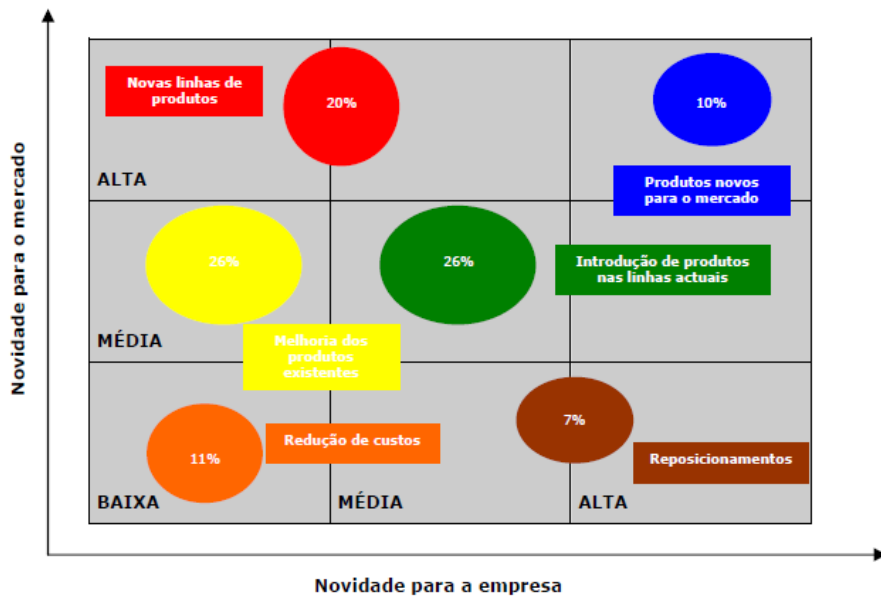 Novas linhas de
produtos
20%
10%
ALTA
Produtos novos
para o mercado
Novidade para o mercado
26%
26%
Introdução de produtos
nas linhas actuais
MÉDIA
Melhoria dos
produtos
existentes
Redução de custos
11%
7%
Reposicionamentos
BAIXA
MÉDIA
ALTA
Novidade para a empresa